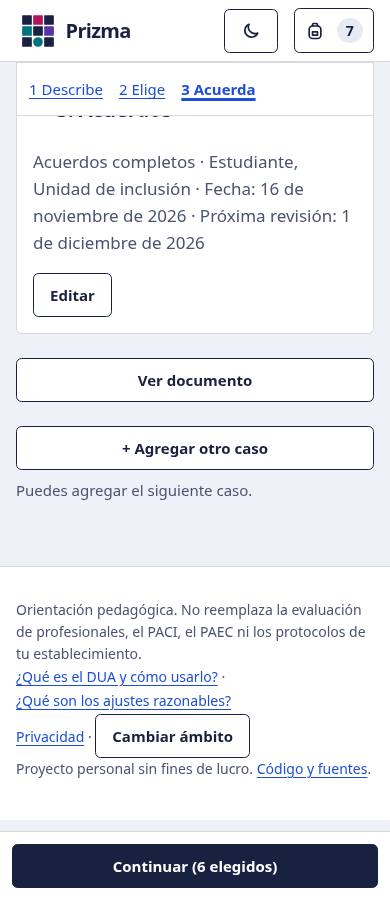 Prizma
7
1 Describe 2 Elige 3 Acuerda
Acuerdos completos · Estudiante,
Unidad de inclusión · Fecha: 16 de
noviembre de 2026 · Próxima revisión: 1
de diciembre de 2026
Editar
Ver documento
+ Agregar otro caso
Puedes agregar el siguiente caso.
Orientación pedagógica. No reemplaza la evaluación
de profesionales, el PACI, el PAEC ni los protocolos de
tu establecimiento.
¿Qué es el DUA y cómo usarlo? ·
¿Qué son los ajustes razonables?
Privacidad · Cambiar ámbito
Proyecto personal sin fines de lucro. Código y fuentes.
Continuar (6 elegidos)